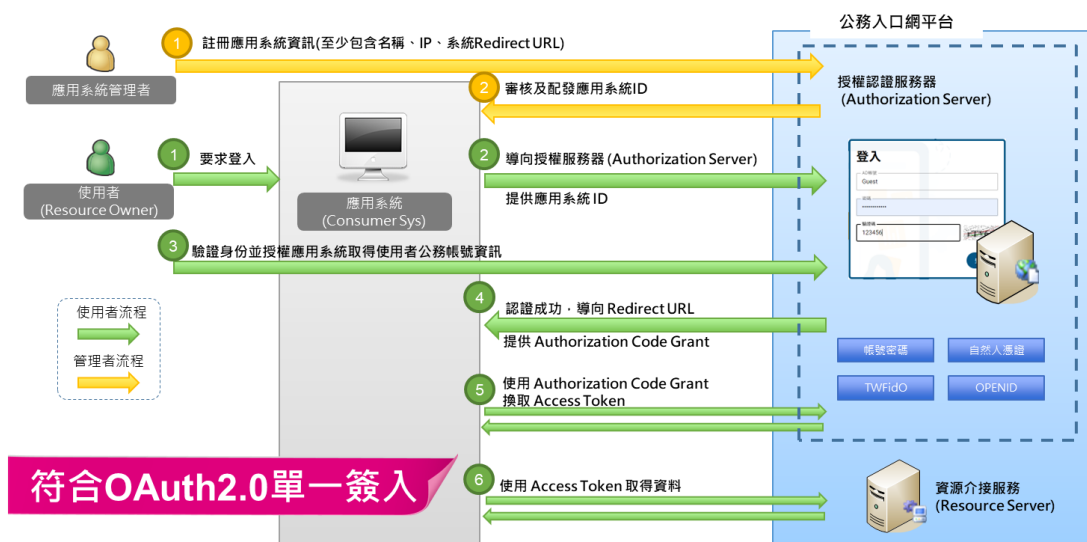 公務入口網平台
1
註冊應用系統資訊(至少包含名稱、IP、系統Redirect URL)
應用系統管理者
授權認證服務器
(Authorization Server)
2
審核及配發應用系統ID
1
要求登入
2
導向授權服務器 (Authorization Server)
提供應用系統 ID
使用者
(Resource Owner)
應用系統
(Consumer Sys)
登入
AD帳號
Guest
密碼
************
驗證碼
123456
3
驗證身份並授權應用系統取得使用者公務帳號資訊
4
認證成功，導向 Redirect URL
提供 Authorization Code Grant
使用者流程
管理者流程
帳號密碼
自然人憑證
TWFidO
OPENID
5
使用 Authorization Code Grant
換取 Access Token
符合OAuth2.0單一簽入
6
使用 Access Token 取得資料
資源介接服務
(Resource Server)